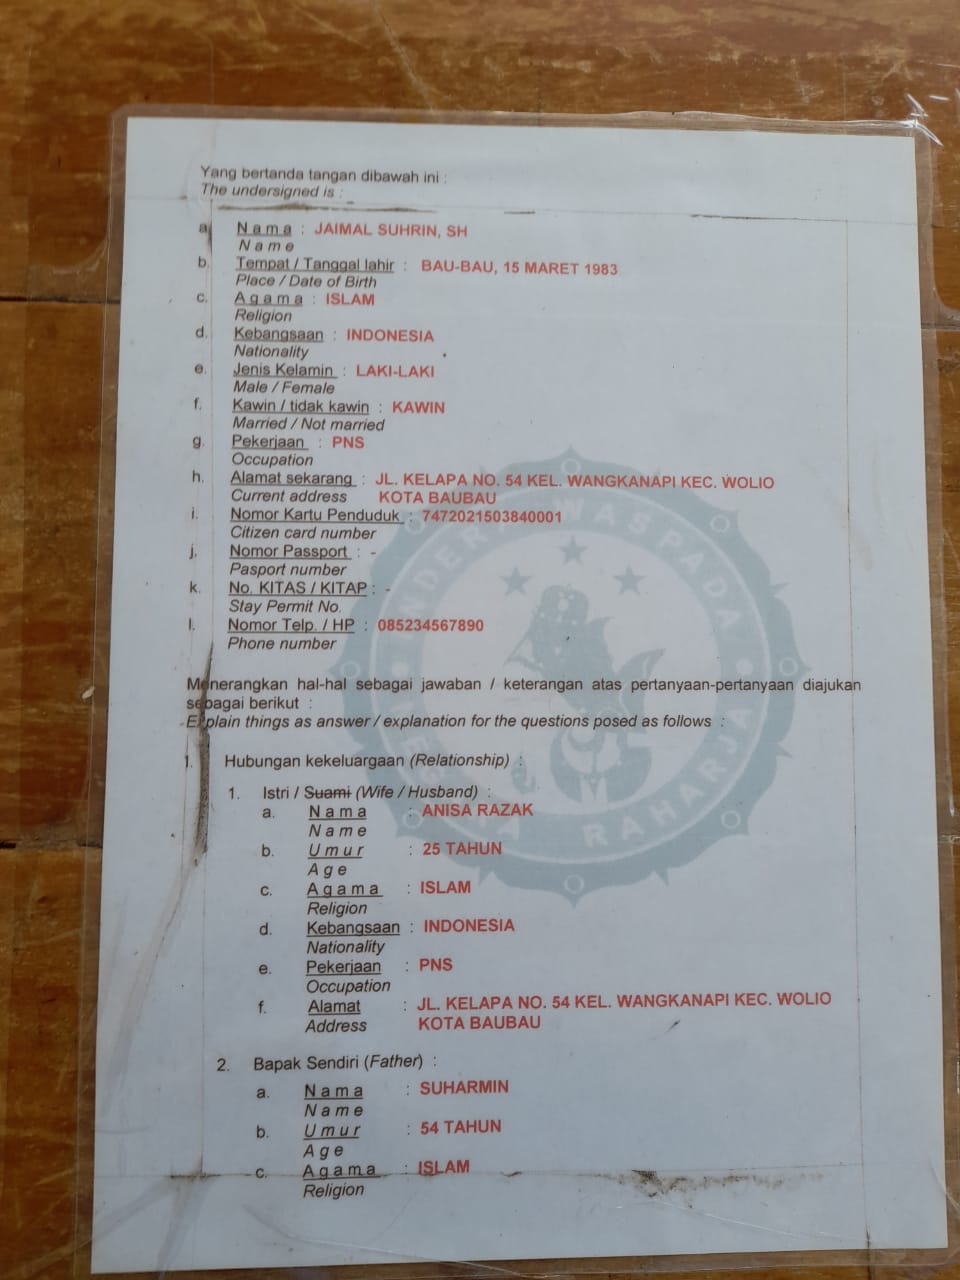 Yang bertanda tangan dibawah ini :
The undersigned is :
a. Nama : JAIMAL SUHRIN, SH
Name
b. Tempat / Tanggal lahir : BAU-BAU, 15 MARET 1983
Place / Date of Birth
c. Agama : ISLAM
Religion
d. Kebangsaan : INDONESIA
Nationality
e. Jenis Kelamin : LAKI-LAKI
Male / Female
f. Kawin / tidak kawin : KAWIN
Married / Not married
g. Pekerjaan : PNS
Occupation
h. Alamat sekarang : JL. KELAPA NO. 54 KEL. WANGKANAPI KEC. WOLIO
Current address KOTA BAUBAU
i. Nomor Kartu Penduduk : 7472021503840001
Citizen card number
j. Nomor Passport : -
Pasport number
k. No. KITAS / KITAP : -
Stay Permit No.
l. Nomor Telp. / HP : 085234567890
Phone number
Menerangkan hal-hal sebagai jawaban / keterangan atas pertanyaan-pertanyaan diajukan
sebagai berikut :
Explain things as answer / explanation for the questions posed as follows :
1. Hubungan kekeluargaan (Relationship) :
1. Istri / Suami (Wife / Husband) :
a. Nama : ANISA RAZAK
Name
b. Umur : 25 TAHUN
Age
c. Agama : ISLAM
Religion
d. Kebangsaan : INDONESIA
Nationality
e. Pekerjaan : PNS
Occupation
f. Alamat : JL. KELAPA NO. 54 KEL. WANGKANAPI KEC. WOLIO
Address KOTA BAUBAU
2. Bapak Sendiri (Father) :
a. Nama : SUHARMIN
Name
b. Umur : 54 TAHUN
Age
c. Agama : ISLAM
Religion
RAHARJA